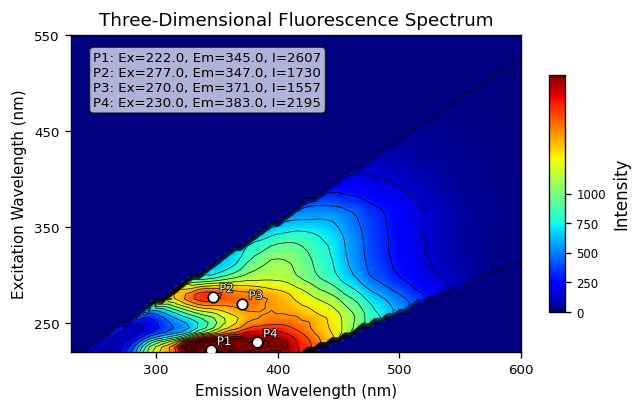 Three-Dimensional Fluorescence Spectrum
P1: Ex=222.0, Em=345.0, I=2607
P2: Ex=277.0, Em=347.0, I=1730
P3: Ex=270.0, Em=371.0, I=1557
P4: Ex=230.0, Em=383.0, I=2195
550
450
350
250
Excitation Wavelength (nm)
P2
P3
P4
P1
300
400
500
600
Emission Wavelength (nm)
1000
750
500
250
0
Intensity